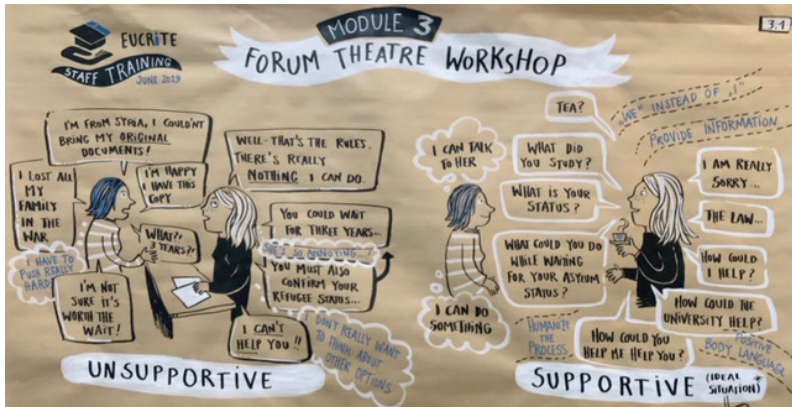 EUCRITE
STAFF TRAINING
JUNE 2019
MODULE 3
FORUM THEATRE WORKSHOP
3.1
I'M FROM SYRIA, I COULDN'T
BRING MY ORIGINAL
DOCUMENTS!
I LOST ALL
MY
FAMILY
IN THE
WAR
I'M HAPPY
I HAVE THIS
COPY
WELL-THAT'S THE RULES.
THERE'S REALLY
NOTHING I CAN DO.
WHAT?!
3 YEARS?!
YOU COULD WAIT
FOR THREE YEARS...
SO ANNOYING...!
I HAVE TO
PUSH REALLY
HARD!
YOU MUST ALSO
CONFIRM YOUR
REFUGEE STATUS...
I'M NOT
SURE IT'S
WORTH THE
WAIT!
I CAN'T
HELP YOU!!
DON'T REALLY WANT
TO THINK ABOUT
OTHER OPTIONS
UNSUPPORTIVE
TEA?
"WE" INSTEAD OF "I"
PROVIDE INFORMATION
I CAN TALK
TO HER
WHAT DID
YOU STUDY?
WHAT IS YOUR
STATUS?
I AM REALLY
SORRY...
THE LAW...
WHAT COULD YOU DO
WHILE WAITING
FOR YOUR ASYLUM
STATUS?
HOW COULD
I HELP?
I CAN DO
SOMETHING
HOW COULD THE
UNIVERSITY HELP?
HUMANIZE
THE
PROCESS
HOW COULD YOU
HELP ME HELP YOU?
POSITIVE
BODY LANGUAGE
SUPPORTIVE (IDEAL
SITUATION)*